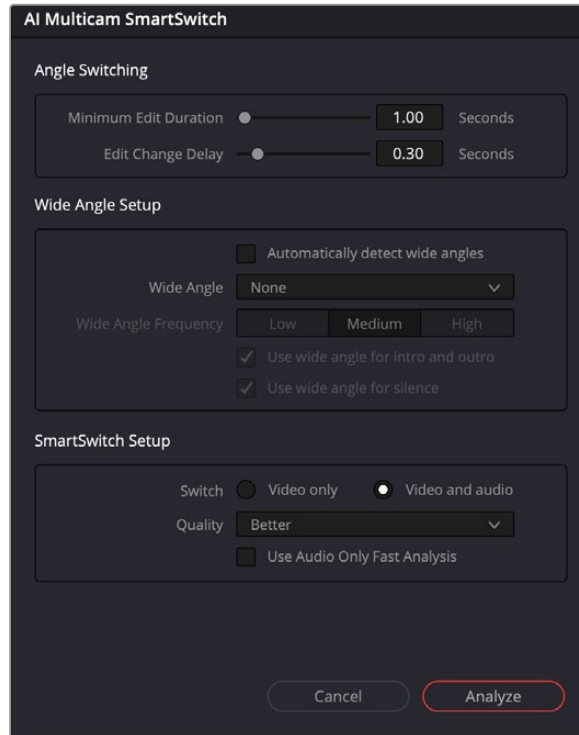 AI Multicam SmartSwitch
Angle Switching
Minimum Edit Duration 1.00 Seconds
Edit Change Delay 0.30 Seconds
Wide Angle Setup
Automatically detect wide angles
Wide Angle None
Wide Angle Frequency Low Medium High
Use wide angle for intro and outro
Use wide angle for silence
SmartSwitch Setup
Switch Video only Video and audio
Quality Better
Use Audio Only Fast Analysis
Cancel Analyze